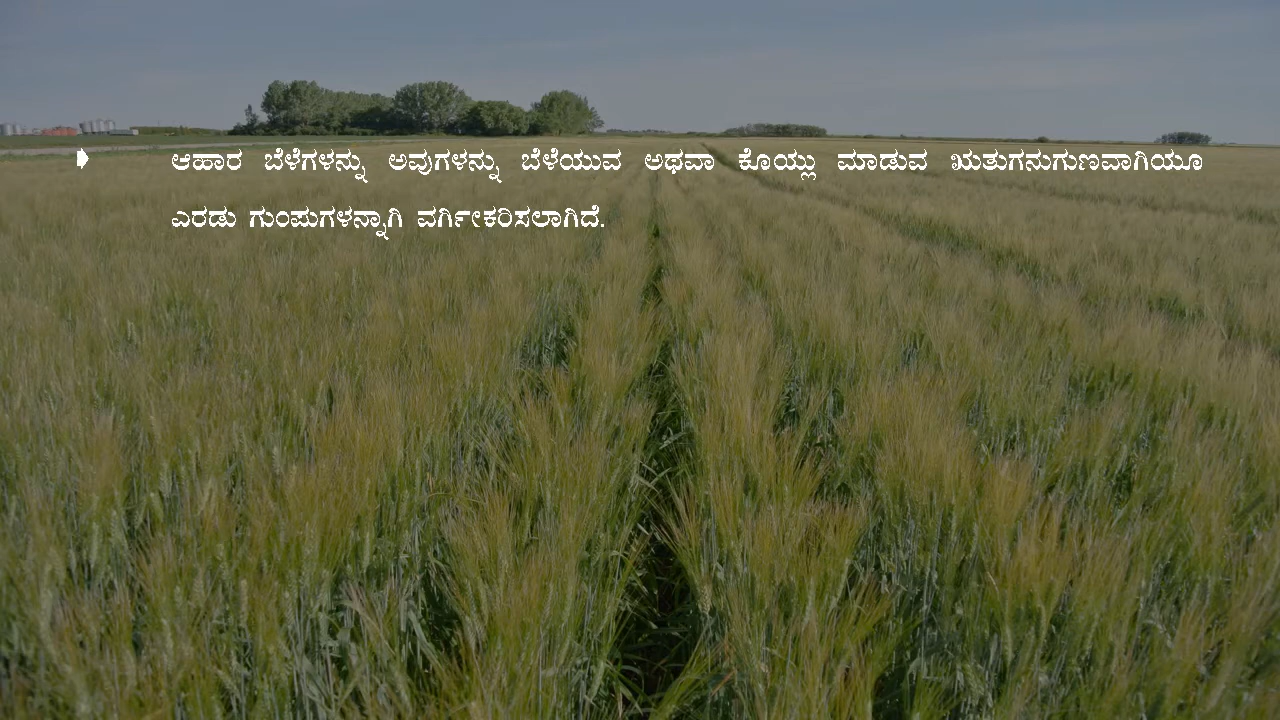 ಆಹಾರ ಬೆಳೆಗಳನ್ನು ಅವುಗಳನ್ನು ಬೆಳೆಯುವ ಅಥವಾ ಕೊಯ್ಲು ಮಾಡುವ ಋತುಗನುಗುಣವಾಗಿಯೂ
ಎರಡು ಗುಂಪುಗಳನ್ನಾಗಿ ವರ್ಗೀಕರಿಸಲಾಗಿದೆ.